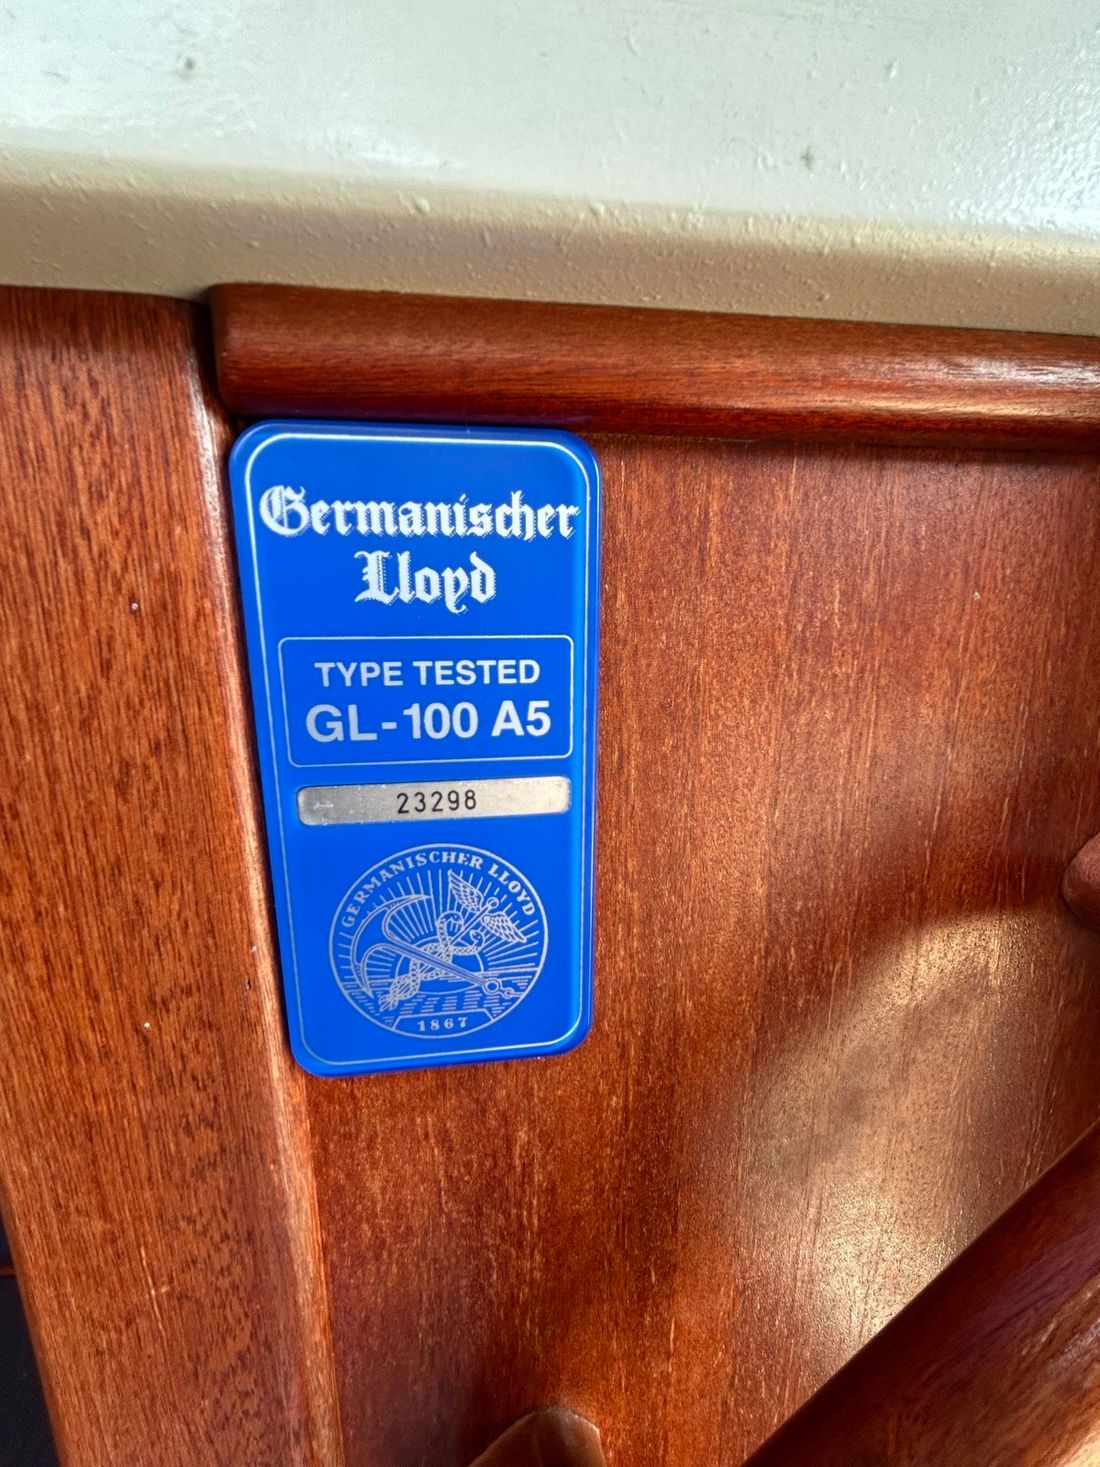 Germanischer
Lloyd
TYPE TESTED
GL-100 A5
23298
GERMANISCHER LLOYD
1867